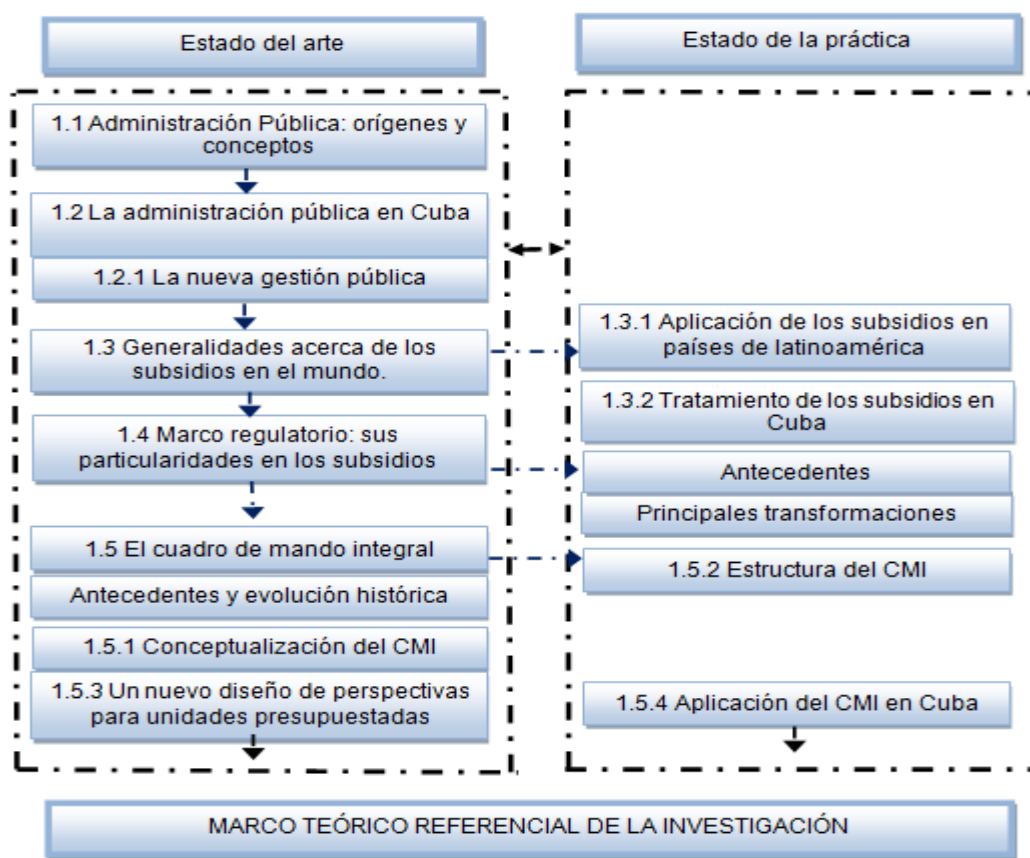 Estado del arte
1.1 Administración Pública: orígenes y
conceptos
1.2 La administración pública en Cuba
1.2.1 La nueva gestión pública
1.3 Generalidades acerca de los
subsidios en el mundo.
1.4 Marco regulatorio: sus
particularidades en los subsidios
1.5 El cuadro de mando integral
Antecedentes y evolución histórica
1.5.1 Conceptualización del CMI
1.5.3 Un nuevo diseño de perspectivas
para unidades presupuestadas
Estado de la práctica
1.3.1 Aplicación de los subsidios en
países de latinoamérica
1.3.2 Tratamiento de los subsidios en
Cuba
Antecedentes
Principales transformaciones
1.5.2 Estructura del CMI
1.5.4 Aplicación del CMI en Cuba
MARCO TEÓRICO REFERENCIAL DE LA INVESTIGACIÓN